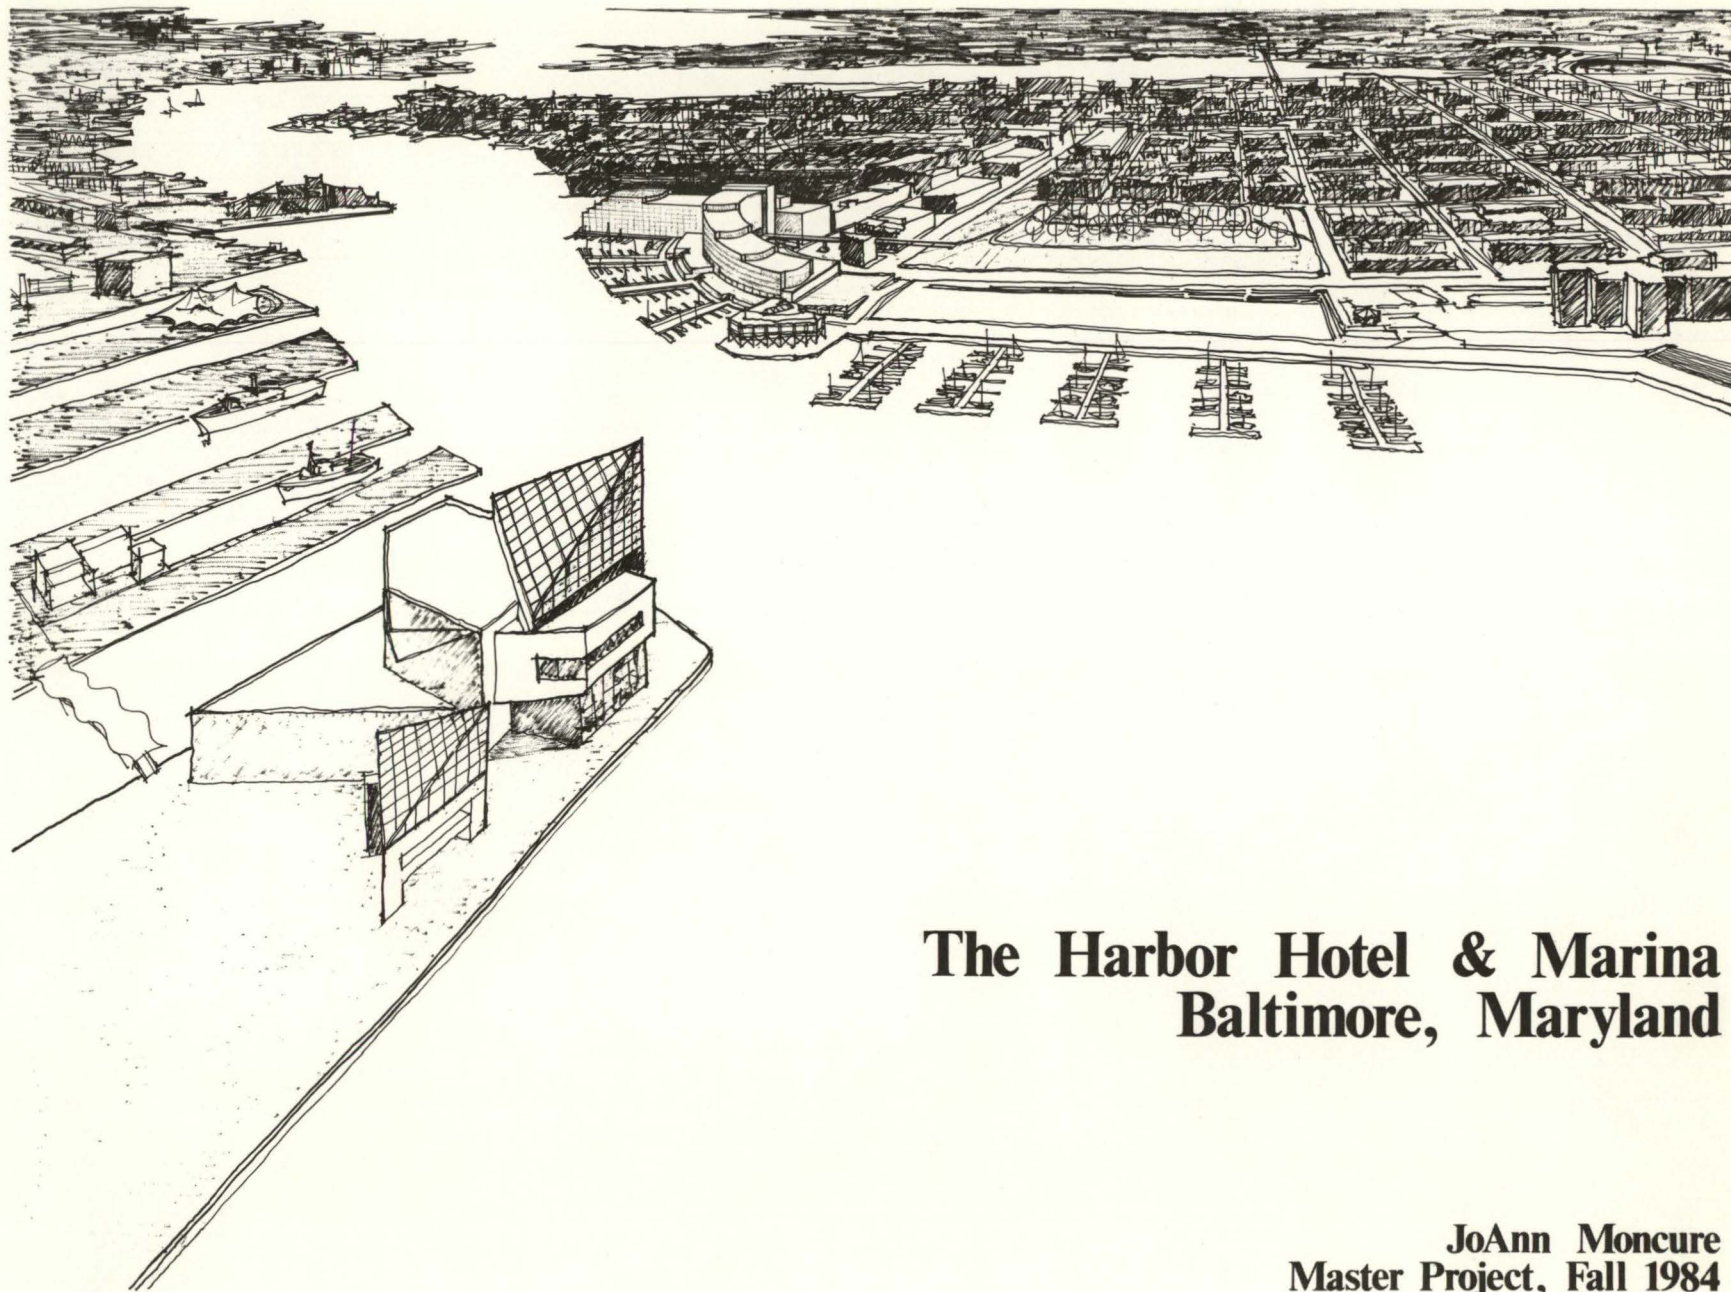 The Harbor Hotel & Marina
Baltimore, Maryland
JoAnn Moncure
Master Project, Fall 1984